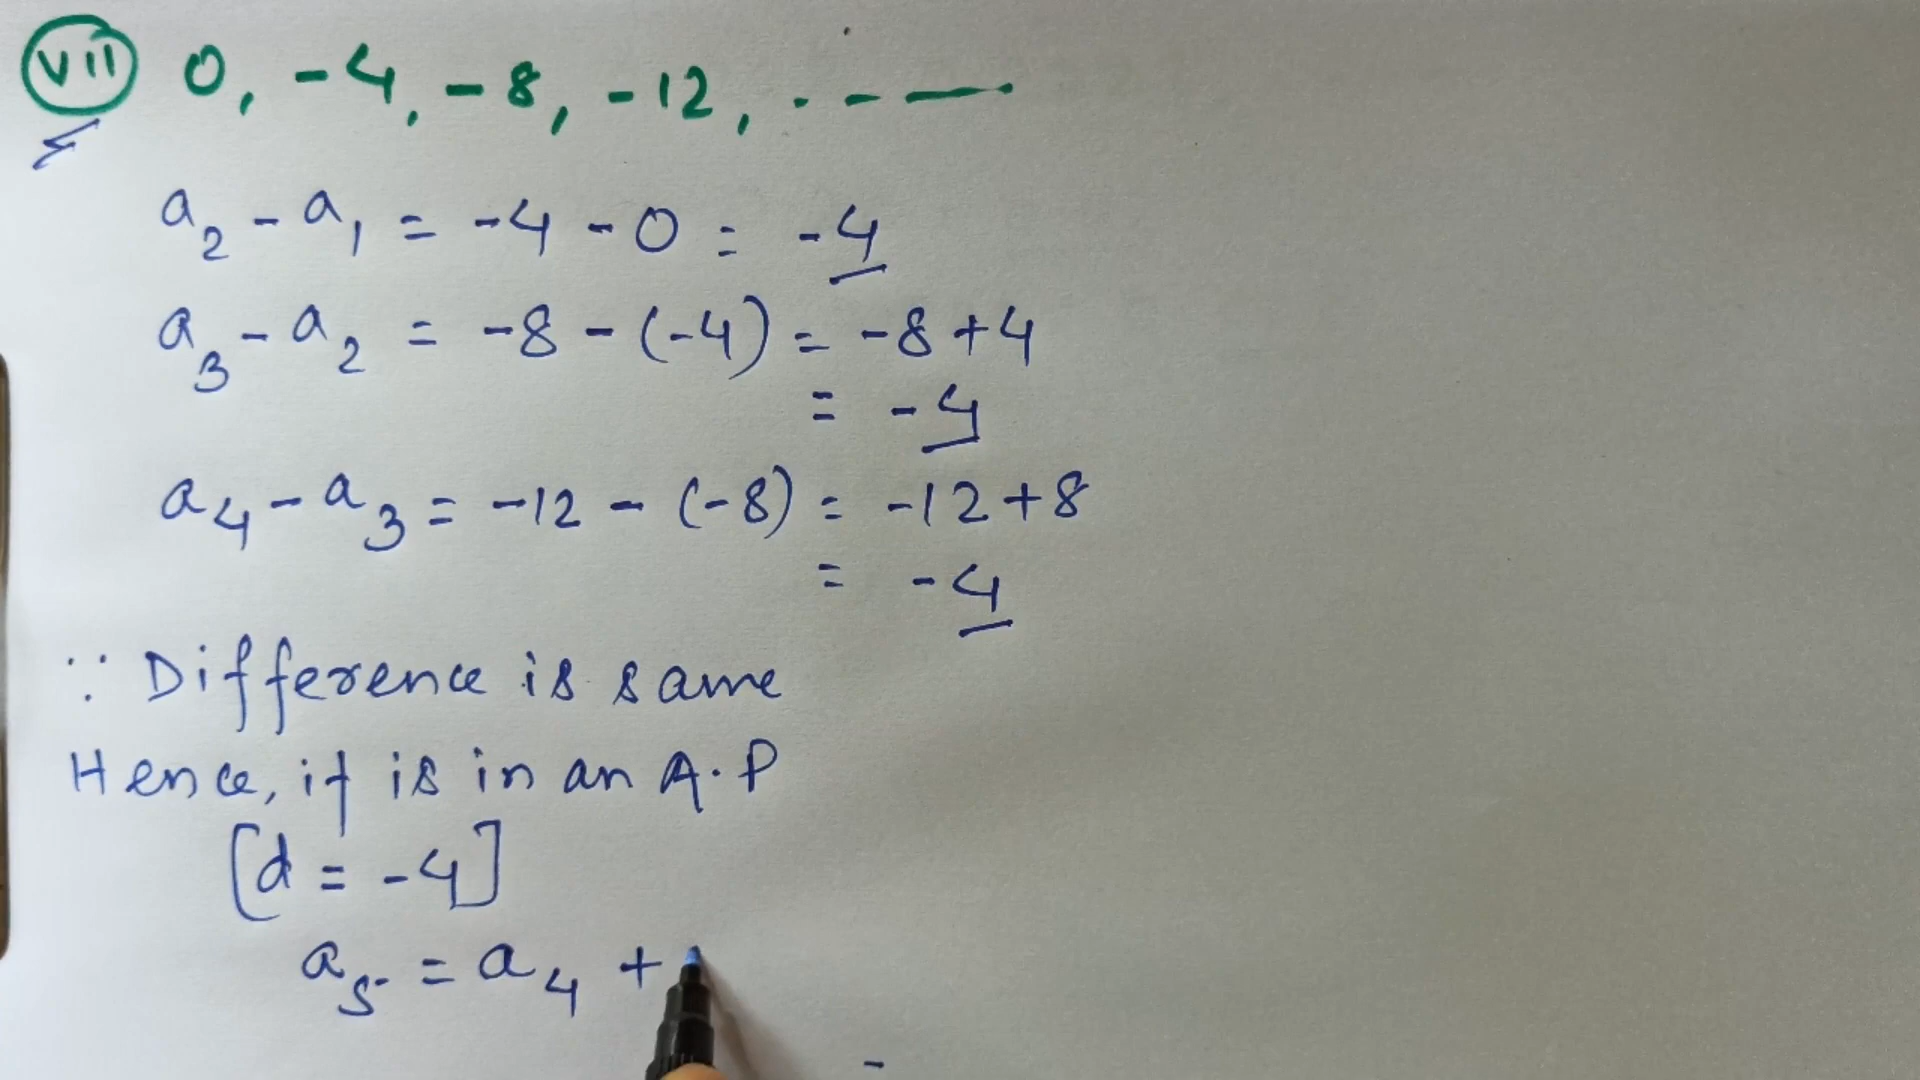 VII 0, -4, -8, -12, . - —
a₂ - a₁ = -4 - 0 = -4
a₃ - a₂ = -8 - (-4) = -8 + 4
= -4
a₄ - a₃ = -12 - (-8) = -12 + 8
= -4
∵ Difference is same
Hence, it is in an A.P
[d = -4]
a₅ = a₄ +